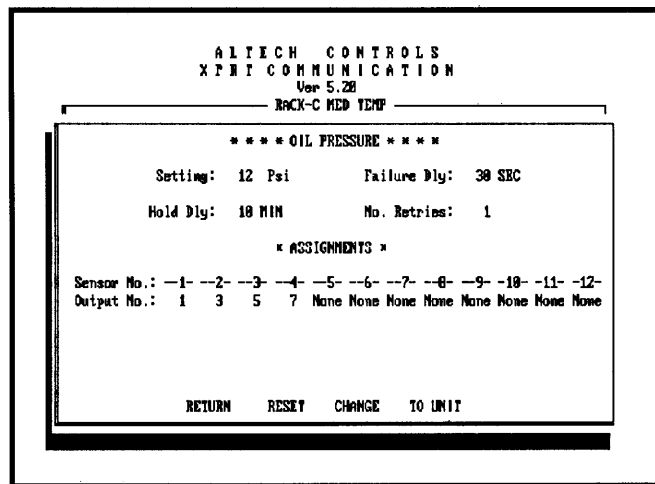 ALTECH CONTROLS
XPRT COMMUNICATION
Ver 5.20
RACK-C MED TEMP
* * * * OIL PRESSURE * * * *
Setting: 12 Psi Failure Dly: 30 SEC
Hold Dly: 10 MIN No. Retries: 1
* ASSIGNMENTS *
Sensor No.: --1- --2- --3- --4- --5- --6- --7- --8- --9- -10- -11- -12-
Output No.: 1 3 5 7 None None None None None None None None
RETURN RESET CHANGE TO UNIT